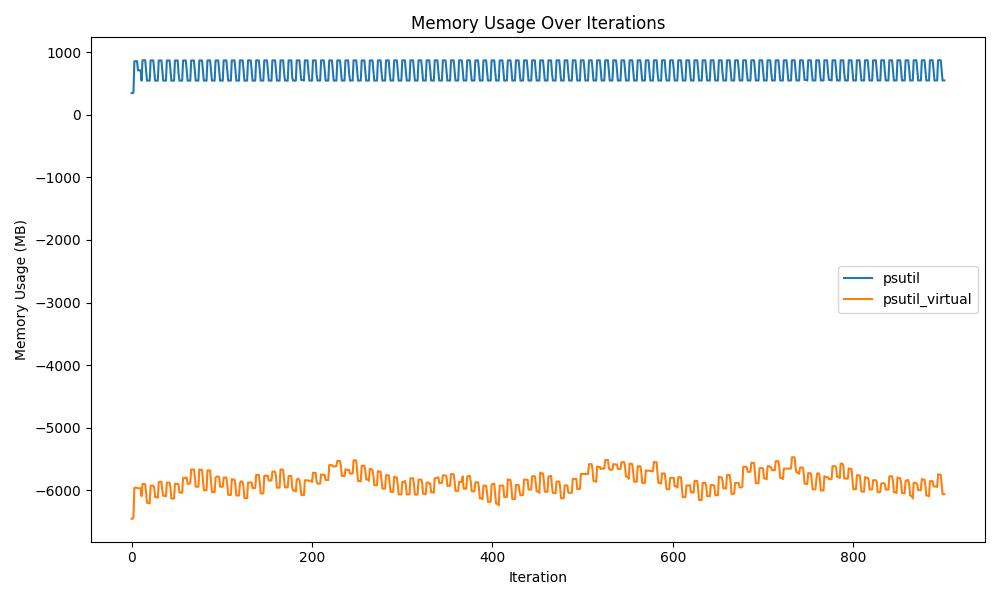 Memory Usage Over Iterations
Memory Usage (MB)
1000
0
−1000
−2000
−3000
−4000
−5000
−6000
psutil
psutil_virtual
0
200
400
600
800
Iteration